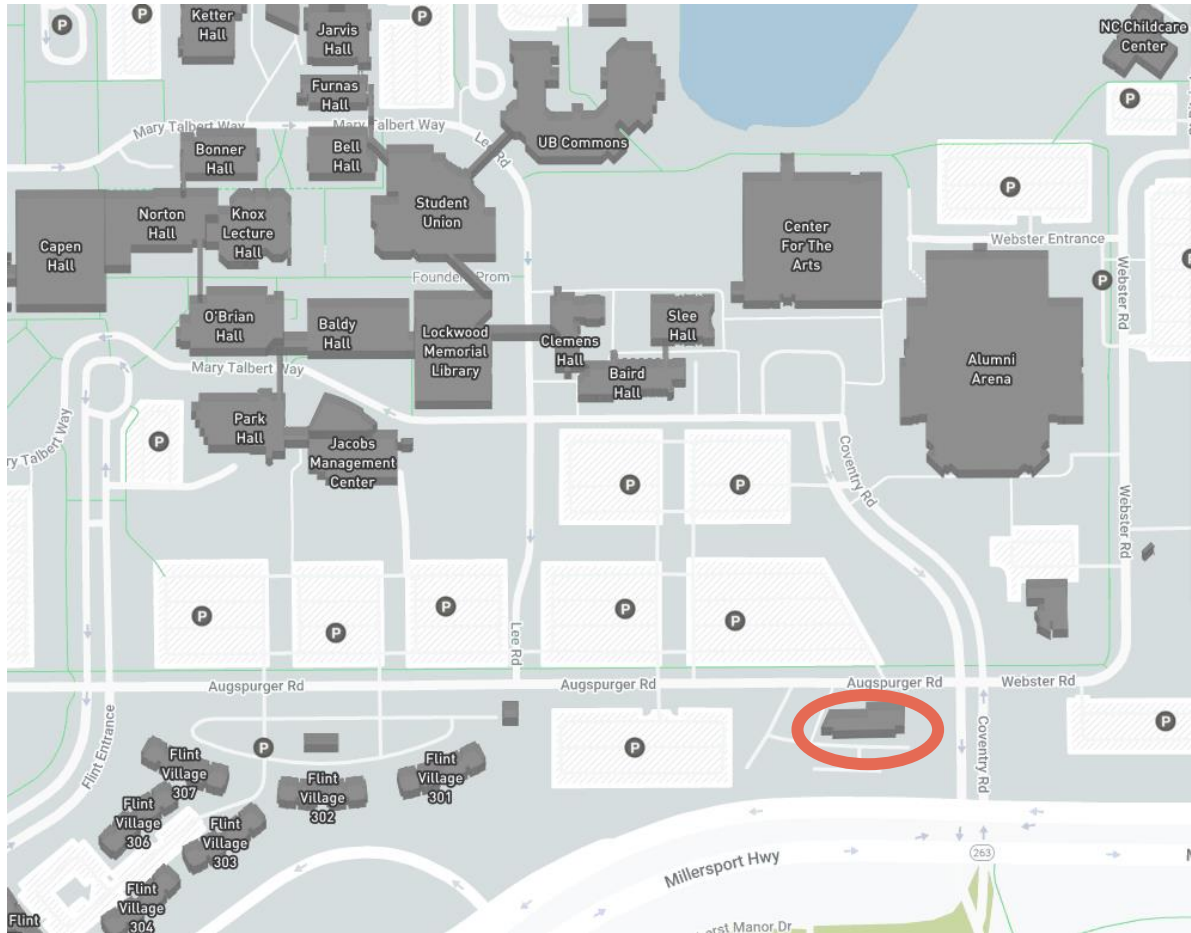 Ketter
Hall
P
P
Jarvis
Hall
P
NC Childcare
Center
P
Furnas
Hall
Mary Talbert Way
Mary Talbert Way
Lee Rd
UB Commons
Bonner
Hall
Bell
Hall
P
Student
Union
Norton
Hall
Knox
Lecture
Hall
Capen
Hall
Center
For The
Arts
Webster Entrance
Webster Rd
P
Founders Prom
O'Brian
Hall
Baldy
Hall
Lockwood
Memorial
Library
Clemens
Hall
Slee
Hall
Baird
Hall
Alumni
Arena
Mary Talbert Way
Mary Talbert Way
Park
Hall
P
Jacobs
Management
Center
P
P
Coventry Rd
Webster Rd
P
P
P
P
P
Lee Rd
Augspurger Rd
Augspurger Rd
Augspurger Rd
Webster Rd
Flint Entrance
P
P
P
Coventry Rd
Flint
Village
307
Flint
Village
302
Flint
Village
301
Flint
Village
306
Flint
Village
303
Flint
Village
304
Flint
Millersport Hwy
263
Manor Dr